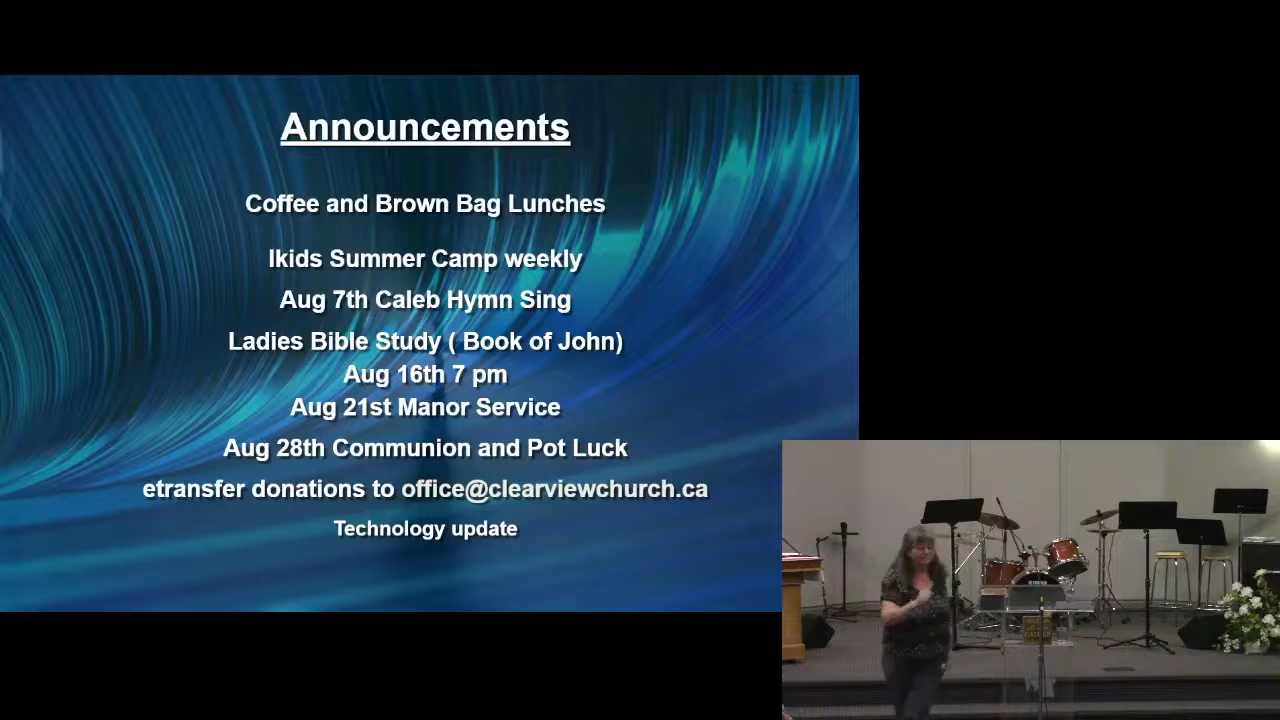 Announcements
Coffee and Brown Bag Lunches
Ikids Summer Camp weekly
Aug 7th Caleb Hymn Sing
Ladies Bible Study ( Book of John)
Aug 16th 7 pm
Aug 21st Manor Service
Aug 28th Communion and Pot Luck
etransfer donations to office@clearviewchurch.ca
Technology update